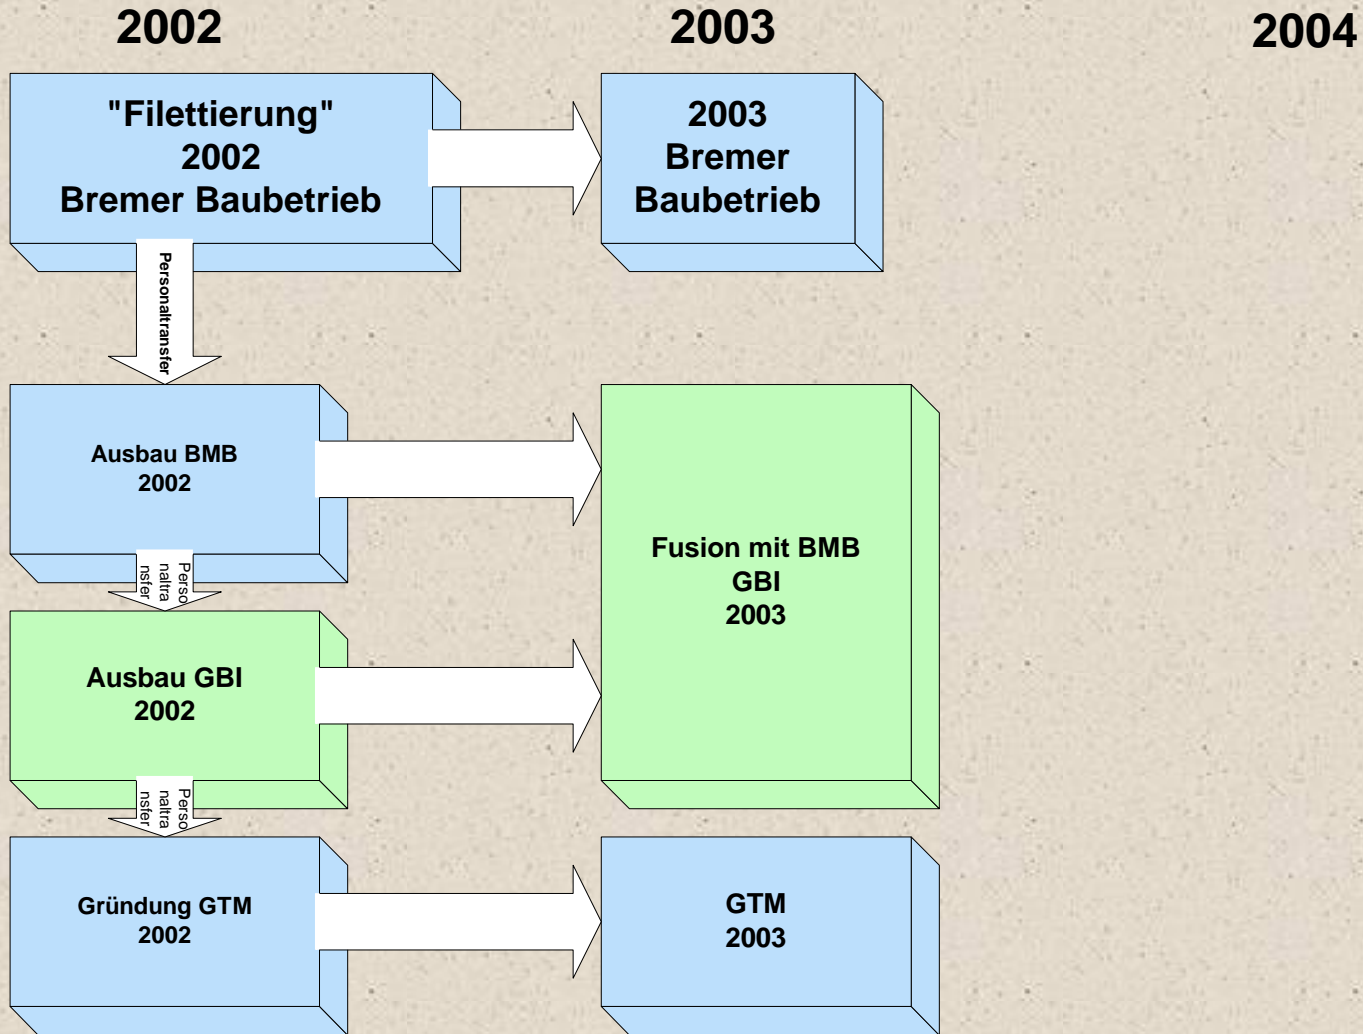 2002
2003
2004
"Filettierung"
2002
Bremer Baubetrieb
2003
Bremer
Baubetrieb
Personaltransfer
Ausbau BMB
2002
Perso
naltra
nsfer
Fusion mit BMB
GBI
2003
Ausbau GBI
2002
Perso
naltra
nsfer
Gründung GTM
2002
GTM
2003